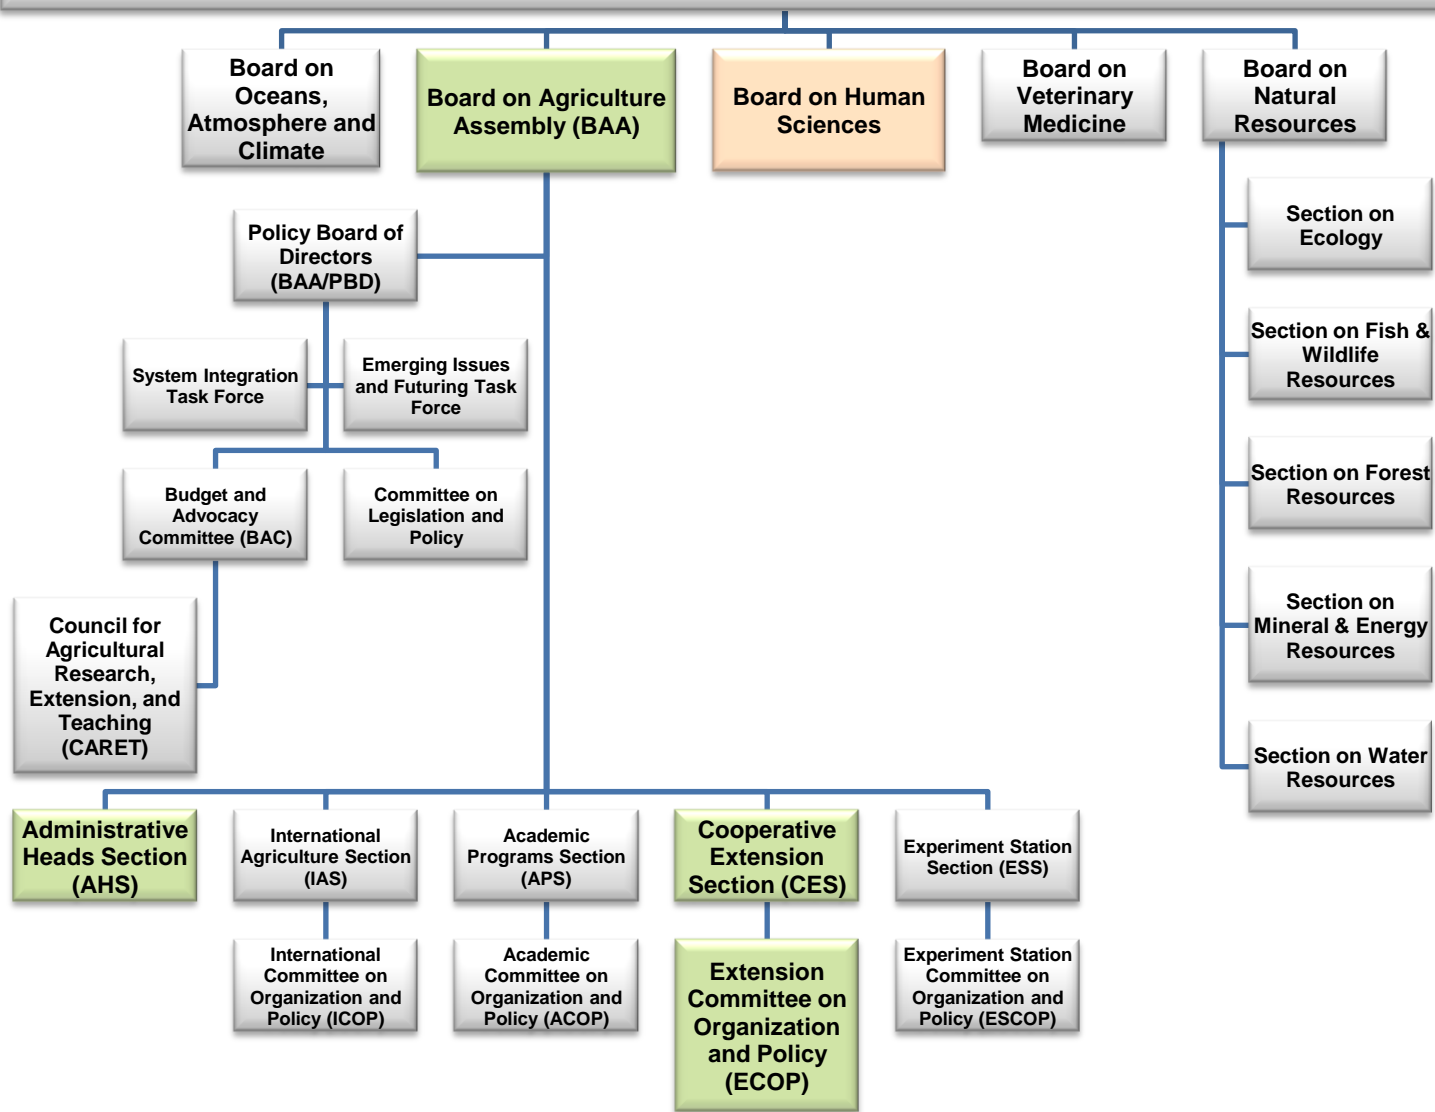 Board on
Oceans,
Atmosphere and
Climate
Board on Agriculture
Assembly (BAA)
Board on Human
Sciences
Board on
Veterinary
Medicine
Board on
Natural
Resources
Policy Board of
Directors
(BAA/PBD)
System Integration
Task Force
Emerging Issues
and Futuring Task
Force
Budget and
Advocacy
Committee (BAC)
Committee on
Legislation and
Policy
Council for
Agricultural
Research,
Extension, and
Teaching
(CARET)
Section on
Ecology
Section on Fish &
Wildlife
Resources
Section on Forest
Resources
Section on
Mineral & Energy
Resources
Section on Water
Resources
Administrative
Heads Section
(AHS)
International
Agriculture Section
(IAS)
Academic
Programs Section
(APS)
Cooperative
Extension
Section (CES)
Experiment Station
Section (ESS)
International
Committee on
Organization and
Policy (ICOP)
Academic
Committee on
Organization and
Policy (ACOP)
Extension
Committee on
Organization
and Policy
(ECOP)
Experiment Station
Committee on
Organization and
Policy (ESCOP)